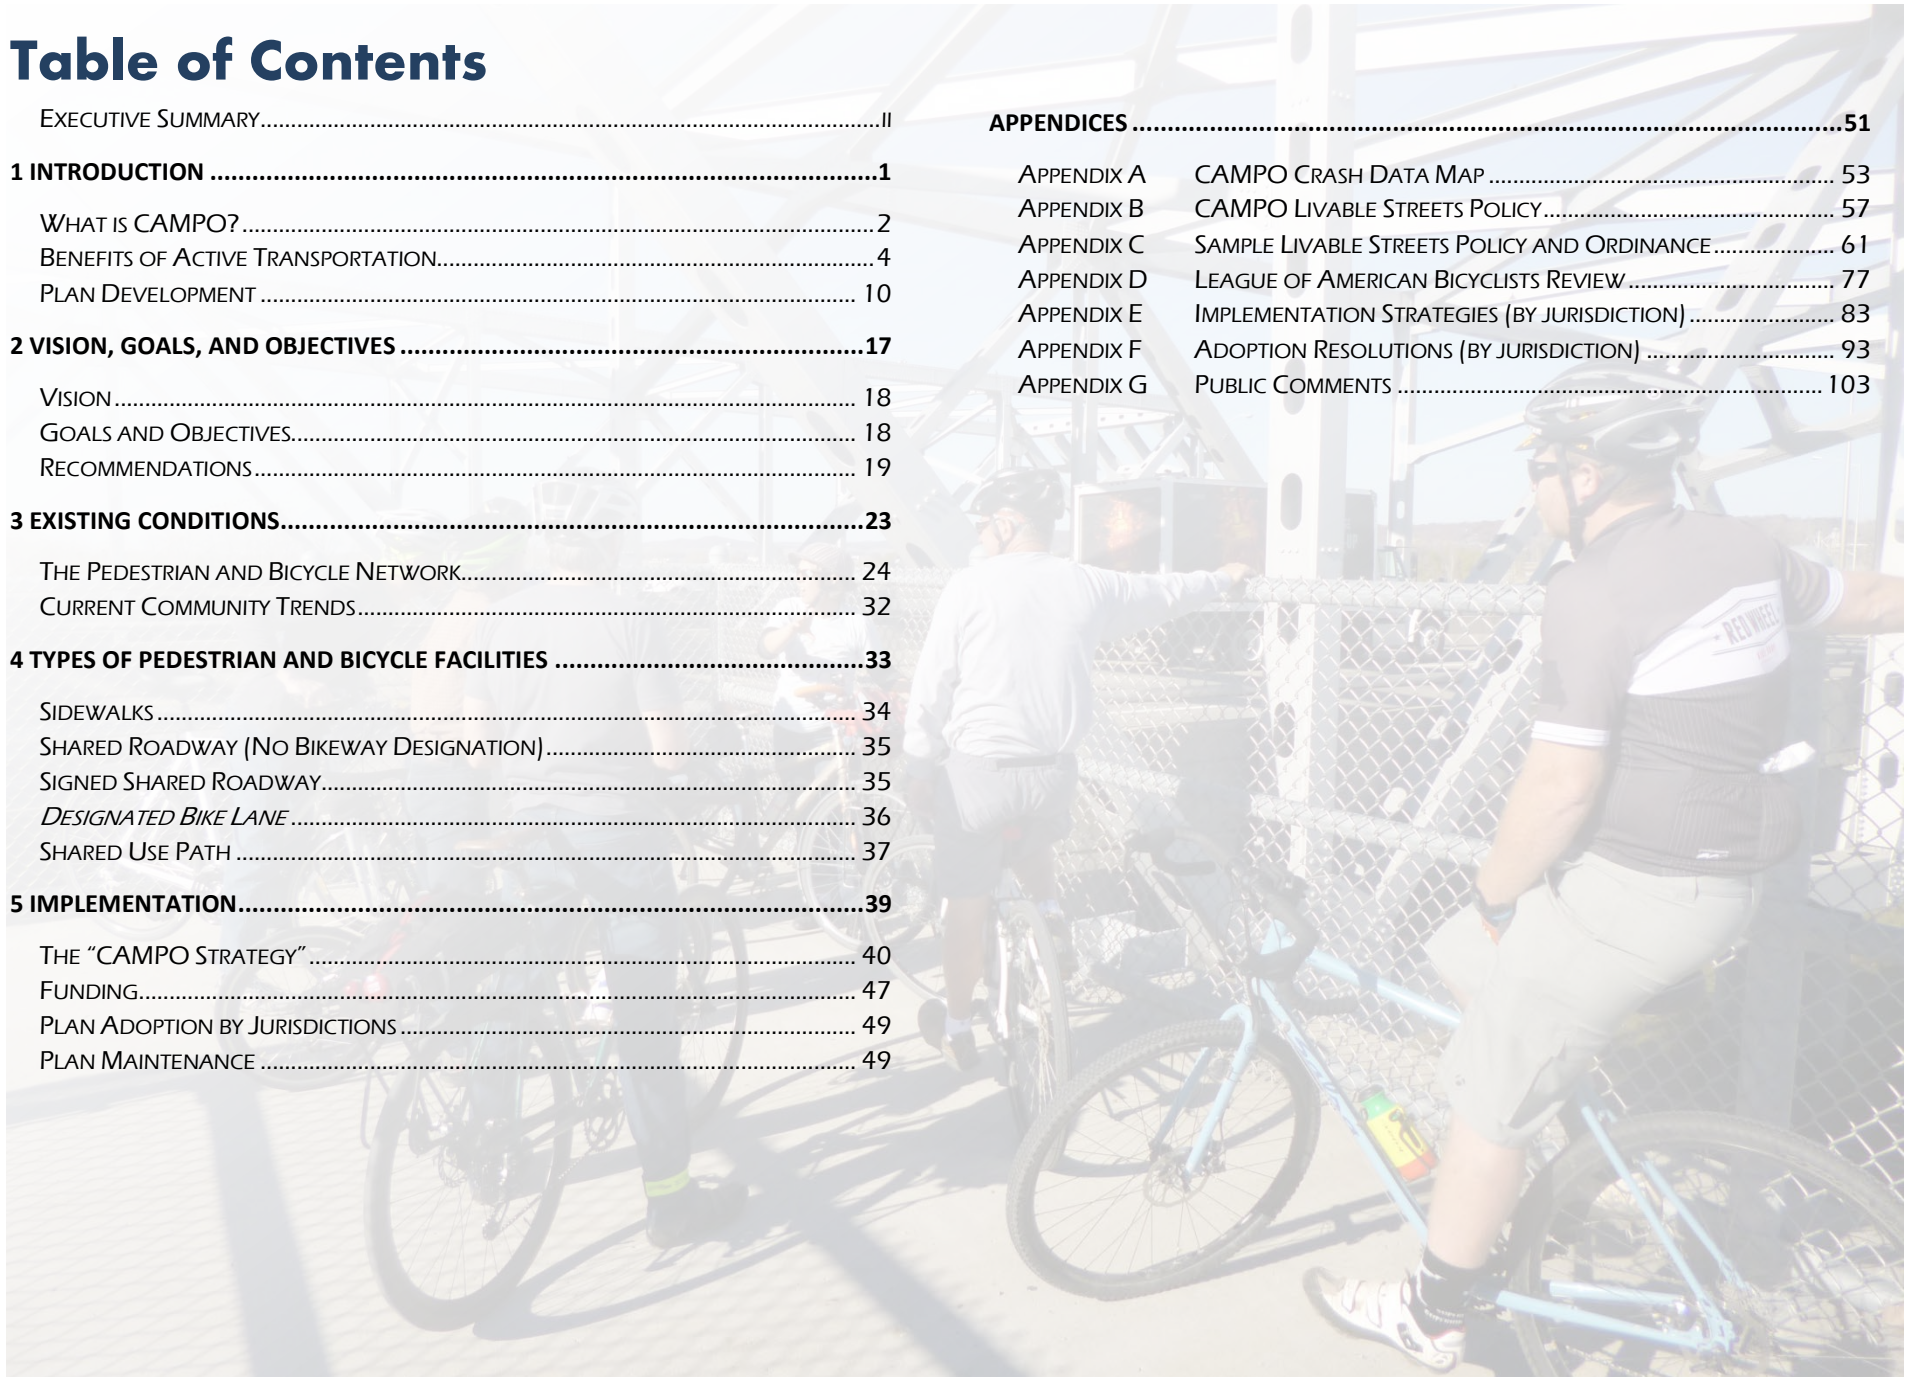 Table of Contents
Executive Summary ii
1 INTRODUCTION 1
What is CAMPO? 2
Benefits of Active Transportation 4
Plan Development 10
2 VISION, GOALS, AND OBJECTIVES 17
Vision 18
Goals and Objectives 18
Recommendations 19
3 EXISTING CONDITIONS 23
The Pedestrian and Bicycle Network 24
Current Community Trends 32
4 TYPES OF PEDESTRIAN AND BICYCLE FACILITIES 33
Sidewalks 34
Shared Roadway (No Bikeway Designation) 35
Signed Shared Roadway 35
Designated Bike Lane 36
Shared Use Path 37
5 IMPLEMENTATION 39
The “CAMPO Strategy” 40
Funding 47
Plan Adoption by Jurisdictions 49
Plan Maintenance 49
APPENDICES 51
Appendix A CAMPO Crash Data Map 53
Appendix B CAMPO Livable Streets Policy 57
Appendix C Sample Livable Streets Policy and Ordinance 61
Appendix D League of American Bicyclists Review 77
Appendix E Implementation Strategies (by jurisdiction) 83
Appendix F Adoption Resolutions (by jurisdiction) 93
Appendix G Public Comments 103
REDWHEEL